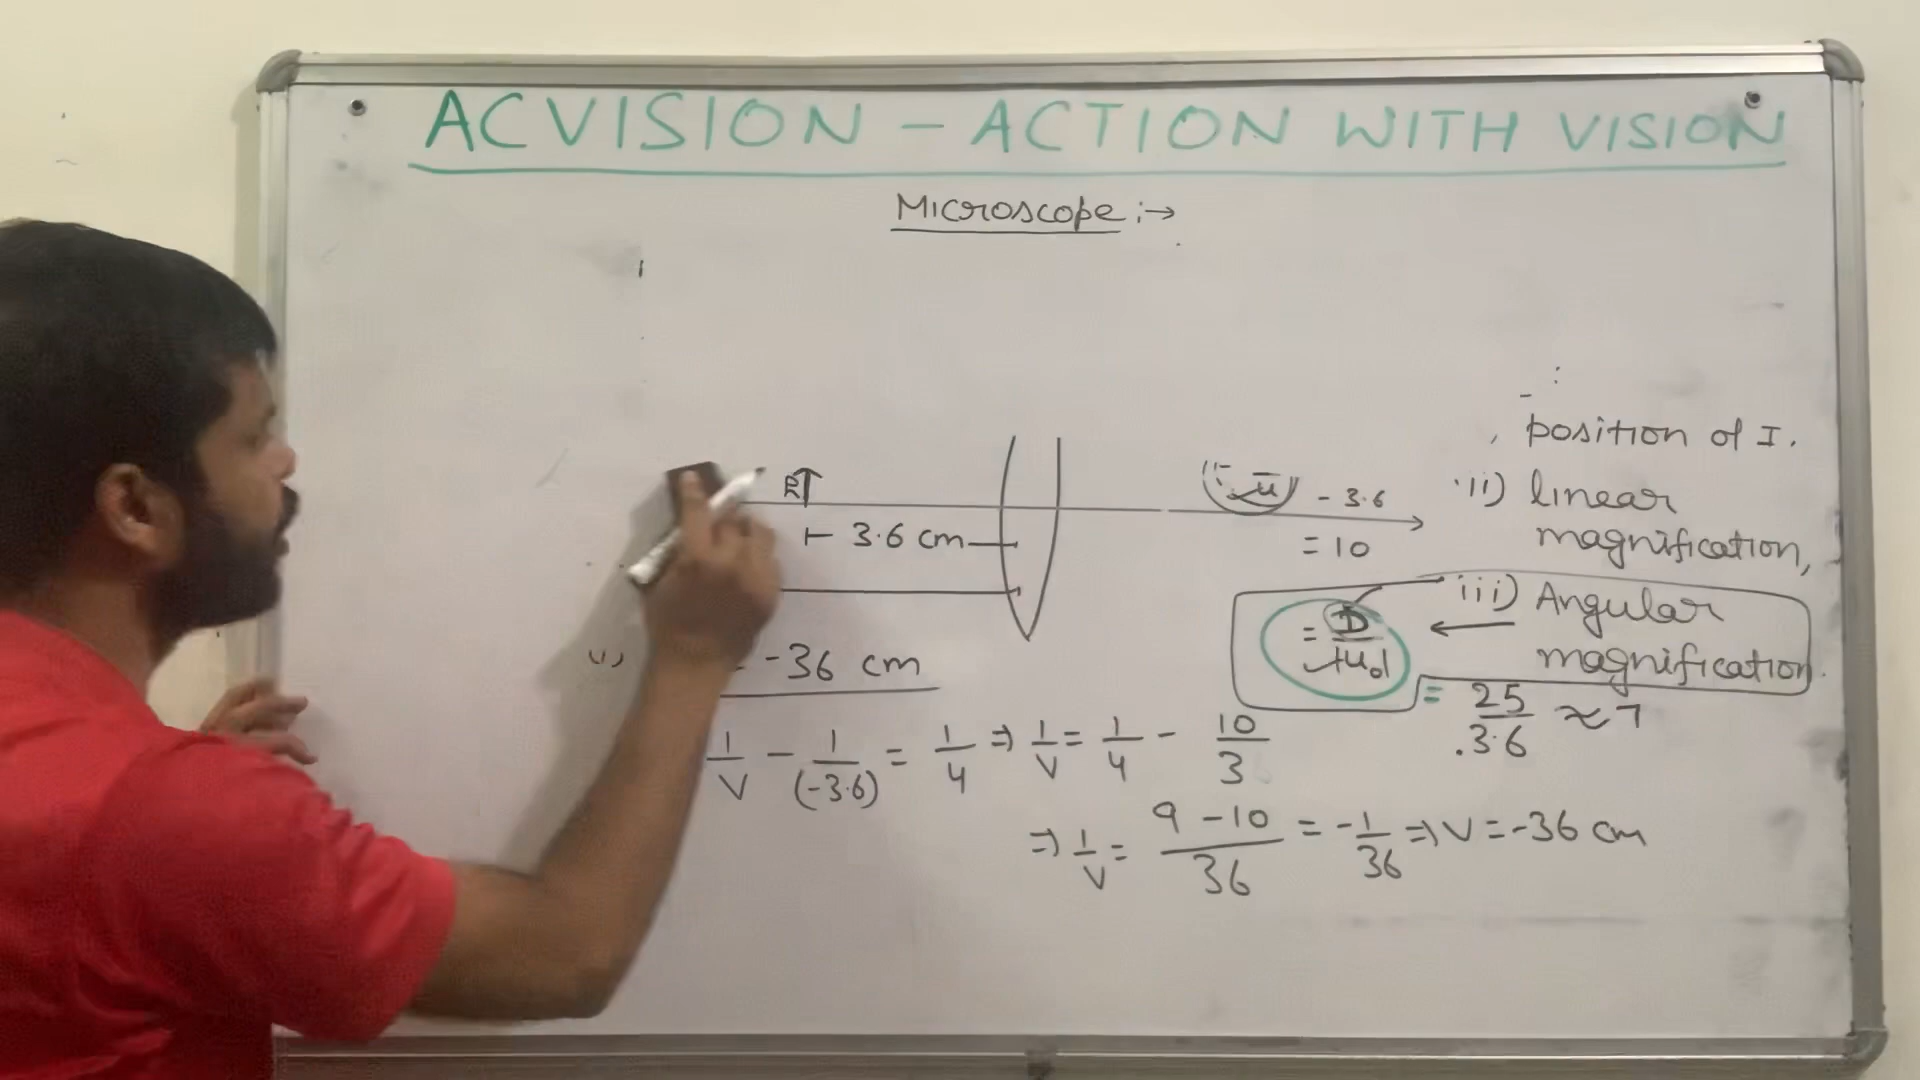 ACVISION - ACTION WITH VISION
Microscope :→
position of I.
ii) linear
magnification,
iii) Angular
magnification.
- 3.6
= 10
3.6 cm
= D / |u₀|
= 25 / 3.6 ≈ 7
-36 cm
1/V - 1/(-3.6) = 1/4 ⇒ 1/V = 1/4 - 10/3
⇒ 1/V = 9 - 10 / 36 = -1/36 ⇒ V = -36 cm